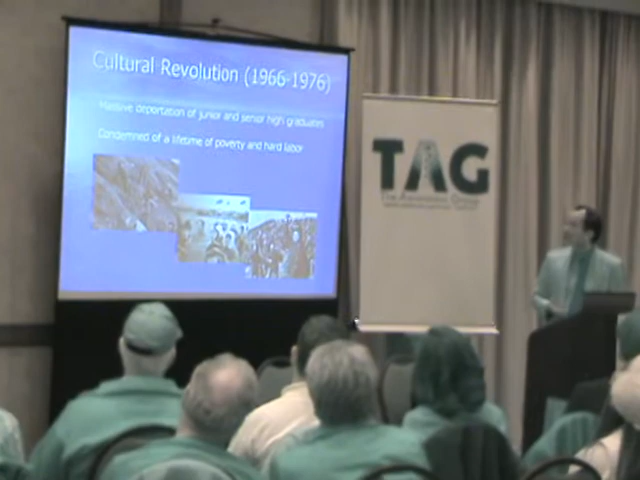 Cultural Revolution (1966-1976)
Massive deportation of junior and senior high graduates
Condemned of a lifetime of poverty and hard labor
TAG